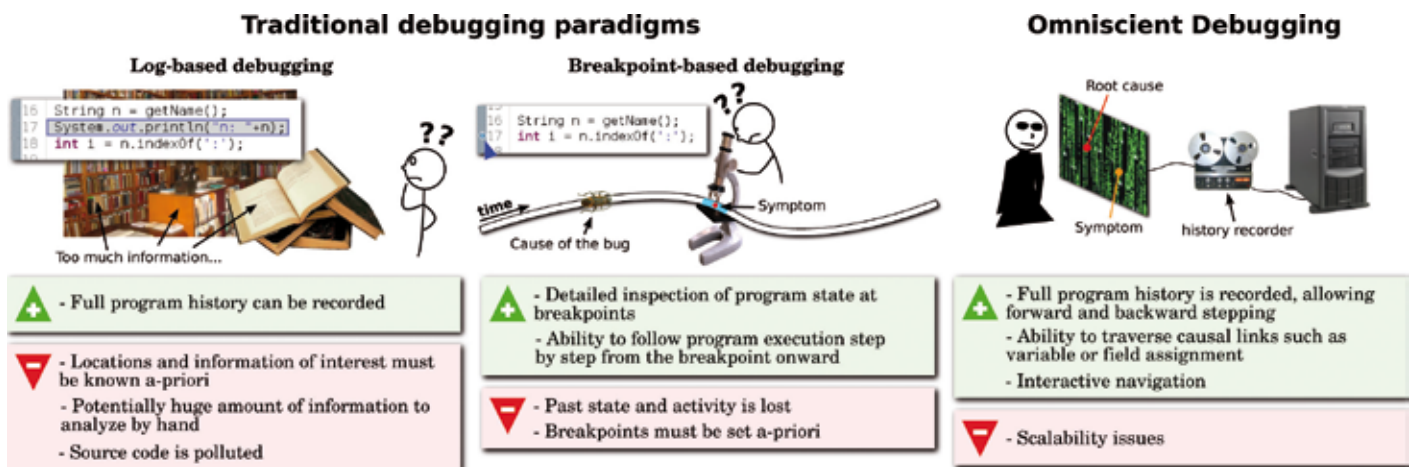 Traditional debugging paradigms
Omniscient Debugging
Log-based debugging
16 String n = getName();
17 System.out.println("n: "+n);
18 int i = n.indexOf(':');
??
Too much information...
Breakpoint-based debugging
16 String n = getName();
17 int i = n.indexOf(':');
??
time
Cause of the bug
Symptom
Root cause
Symptom
history recorder
+ - Full program history can be recorded
- Locations and information of interest must
be known a-priori
- Potentially huge amount of information to
analyze by hand
- Source code is polluted
+ - Detailed inspection of program state at
breakpoints
- Ability to follow program execution step
by step from the breakpoint onward
- Past state and activity is lost
- Breakpoints must be set a-priori
+ - Full program history is recorded, allowing
forward and backward stepping
- Ability to traverse causal links such as
variable or field assignment
- Interactive navigation
- Scalability issues